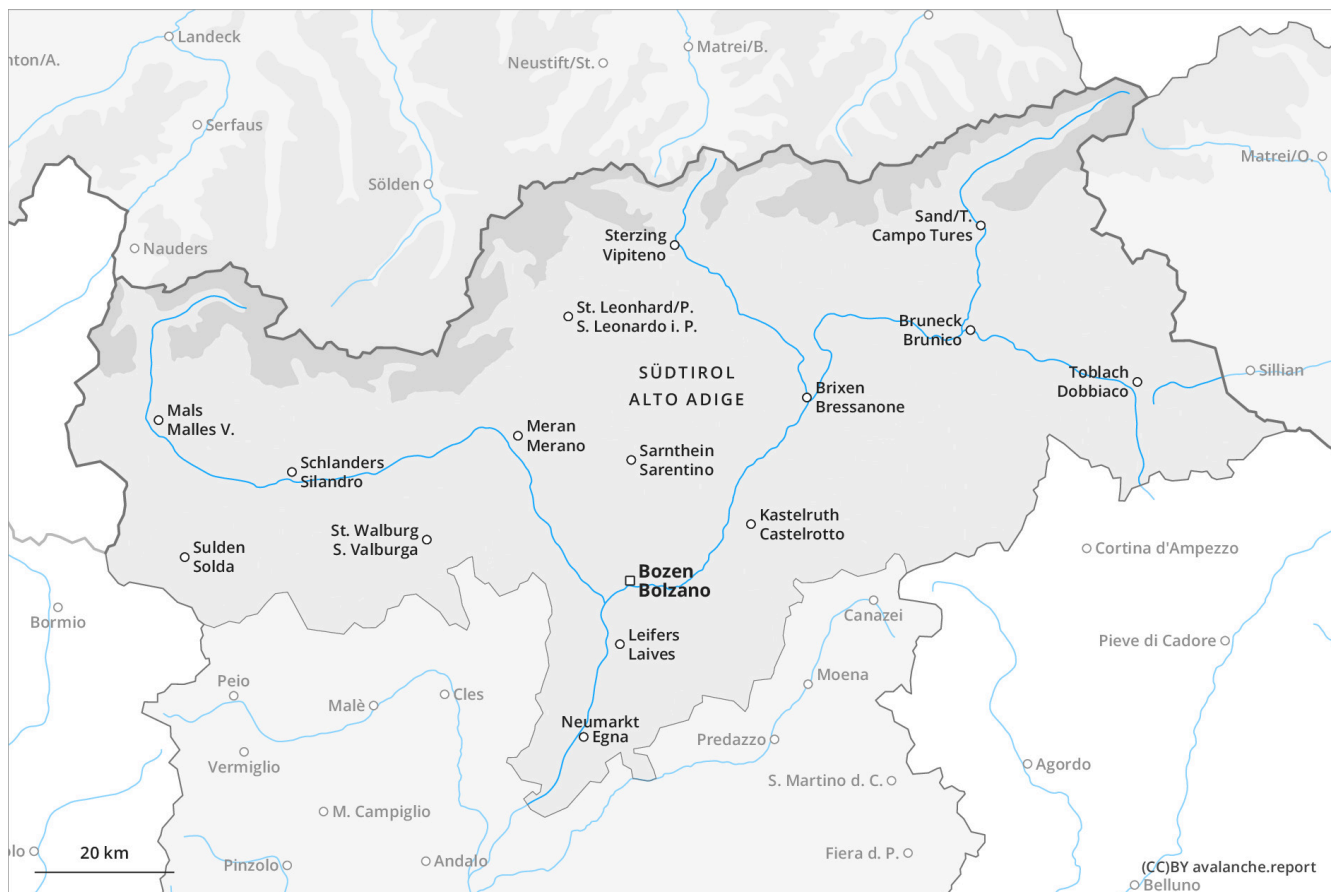 Landeck
nton/A.
Matrei/B.
Neustift/St.
Serfaus
Matrei/O.
Sölden
Sand/T.
Campo Tures
Sterzing
Vipiteno
Nauders
St. Leonhard/P.
S. Leonardo i. P.
Bruneck
Brunico
SÜDTIROL
ALTO ADIGE
Toblach
Dobbiaco
Sillian
Brixen
Bressanone
Mals
Malles V.
Meran
Merano
Sarnthein
Sarentino
Schlanders
Silandro
Kastelruth
Castelrotto
St. Walburg
S. Valburga
Sulden
Solda
Cortina d'Ampezzo
Bozen
Bolzano
Bormio
Canazei
Leifers
Laives
Pieve di Cadore
Peio
Malè
Cles
Moena
Neumarkt
Egna
Predazzo
Vermiglio
Agordo
S. Martino d. C.
M. Campiglio
olo
20 km
Pinzolo
Andalo
Fiera d. P.
(CC)BY avalanche.report
Belluno